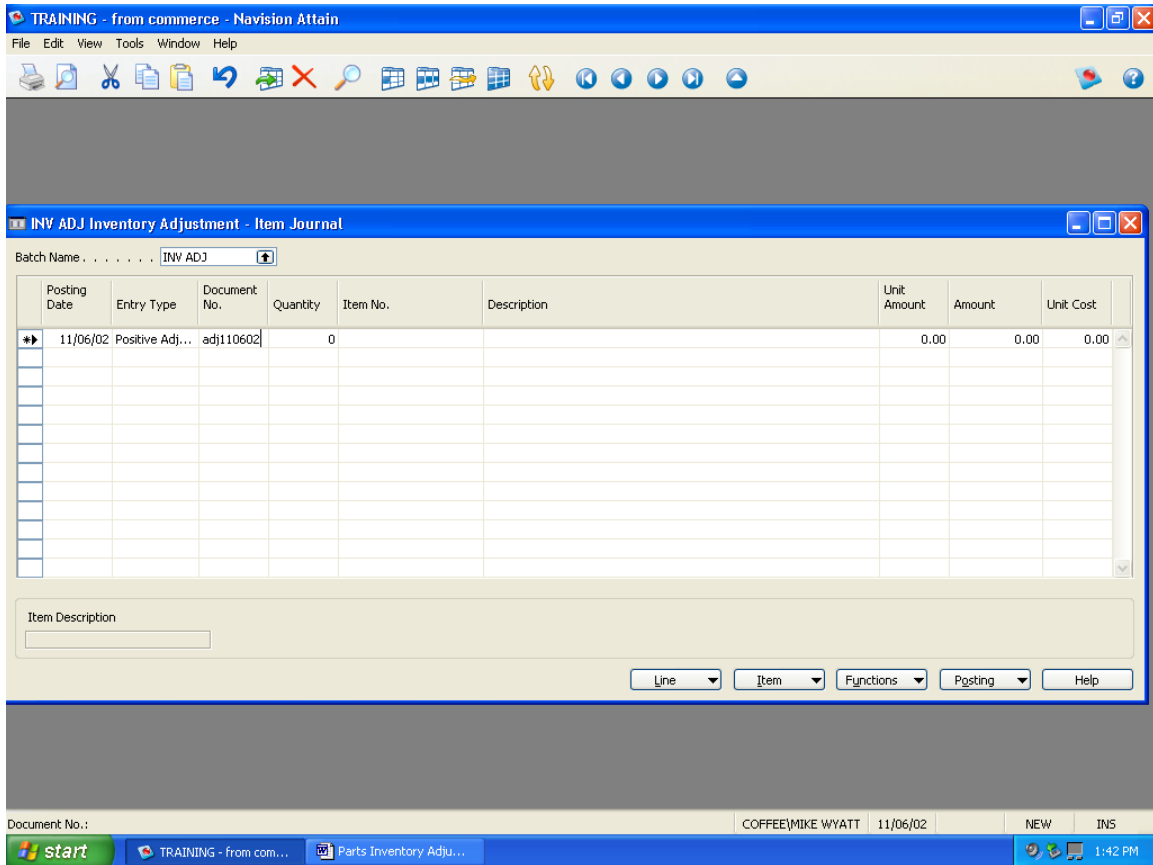 TRAINING - from commerce - Navision Attain
File Edit View Tools Window Help
INV ADJ Inventory Adjustment - Item Journal
Batch Name . . . . . . . INV ADJ
Posting Date Entry Type Document No. Quantity Item No. Description Unit Amount Amount Unit Cost
11/06/02 Positive Adj... adj110602 0 0.00 0.00 0.00
Item Description
Line Item Functions Posting Help
Document No.: COFFEE\MIKE WYATT 11/06/02 NEW INS
start TRAINING - from com... Parts Inventory Adju... 1:42 PM